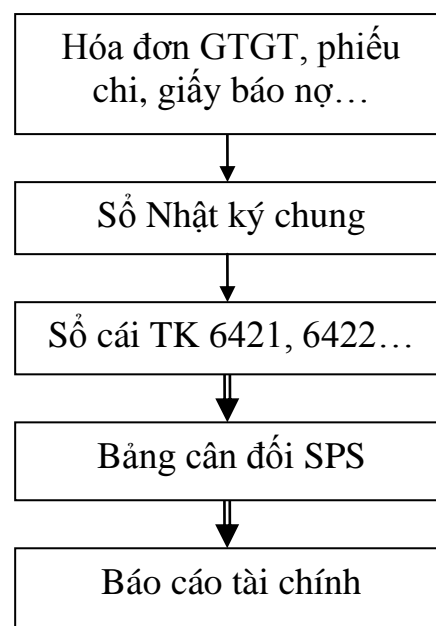 Hóa đơn GTGT, phiếu
chi, giấy báo nợ…
Sổ Nhật ký chung
Sổ cái TK 6421, 6422…
Bảng cân đối SPS
Báo cáo tài chính